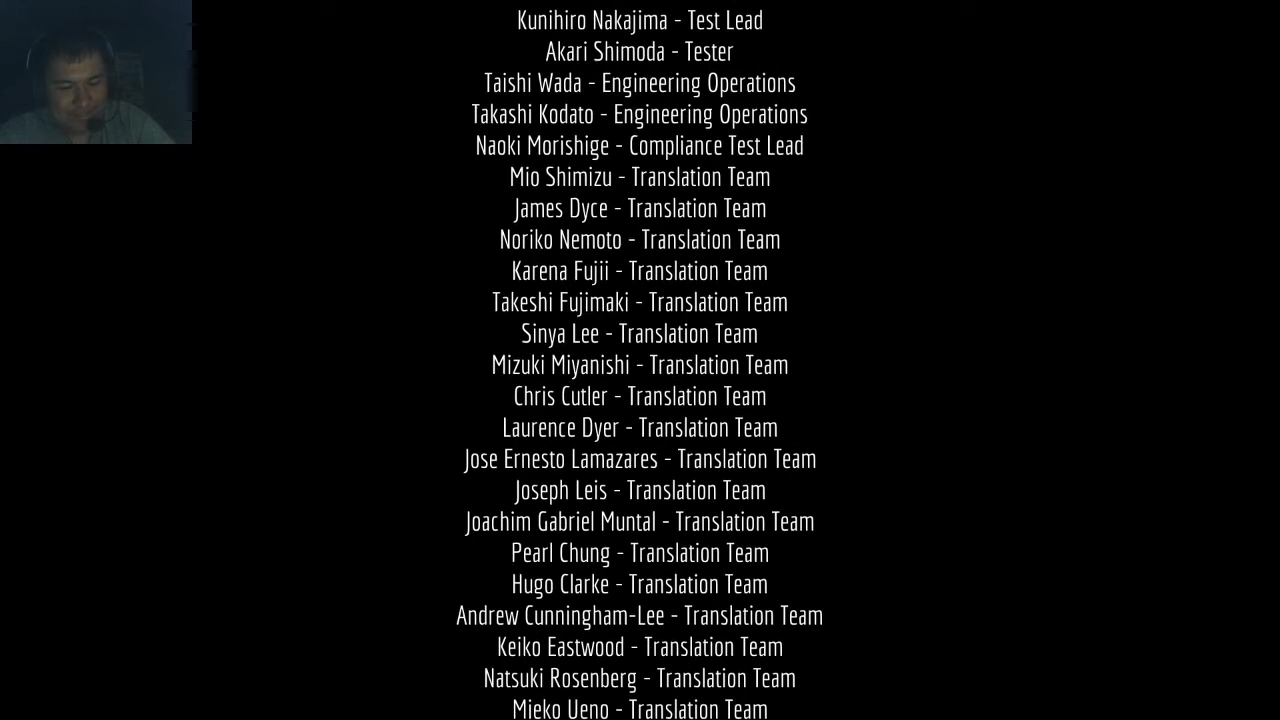 Kunihiro Nakajima - Test Lead
Akari Shimoda - Tester
Taishi Wada - Engineering Operations
Takashi Kodato - Engineering Operations
Naoki Morishige - Compliance Test Lead
Mio Shimizu - Translation Team
James Dyce - Translation Team
Noriko Nemoto - Translation Team
Karena Fujii - Translation Team
Takeshi Fujimaki - Translation Team
Sinya Lee - Translation Team
Mizuki Miyanishi - Translation Team
Chris Cutler - Translation Team
Laurence Dyer - Translation Team
Jose Ernesto Lamazares - Translation Team
Joseph Leis - Translation Team
Joachim Gabriel Muntal - Translation Team
Pearl Chung - Translation Team
Hugo Clarke - Translation Team
Andrew Cunningham-Lee - Translation Team
Keiko Eastwood - Translation Team
Natsuki Rosenberg - Translation Team
Mieko Ueno - Translation Team